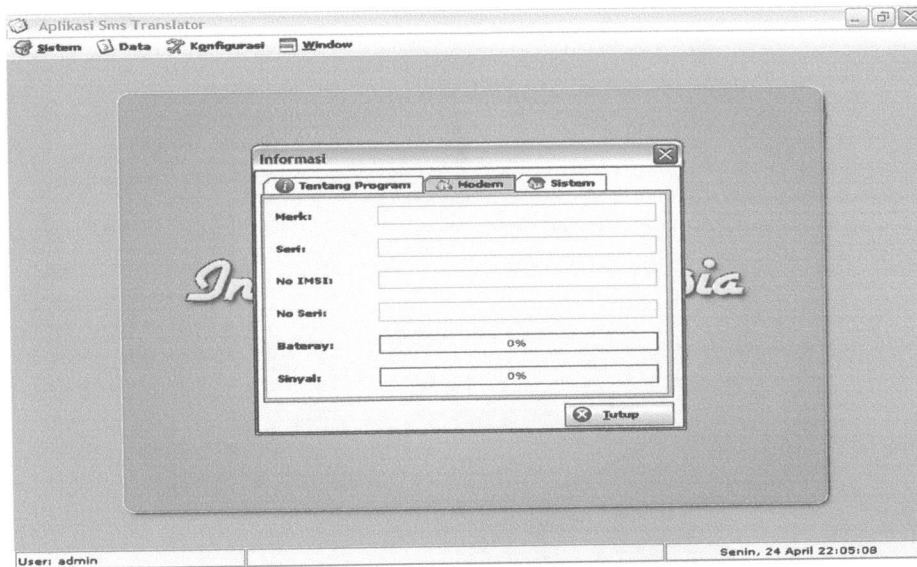 Aplikasi Sms Translator
Sistem Data Konfigurasi Window
Informasi
Tentang Program Modem Sistem
Merk:
Seri:
No IMSI:
No Seri:
Bateray: 0%
Sinyal: 0%
Tutup
User: admin Senin, 24 April 22:05:08